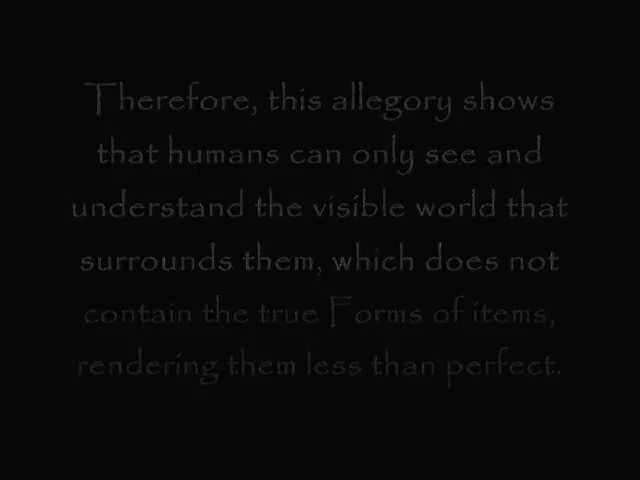 Therefore, this allegory shows
that humans can only see and
understand the visible world that
surrounds them, which does not
contain the true Forms of items,
rendering them less than perfect.